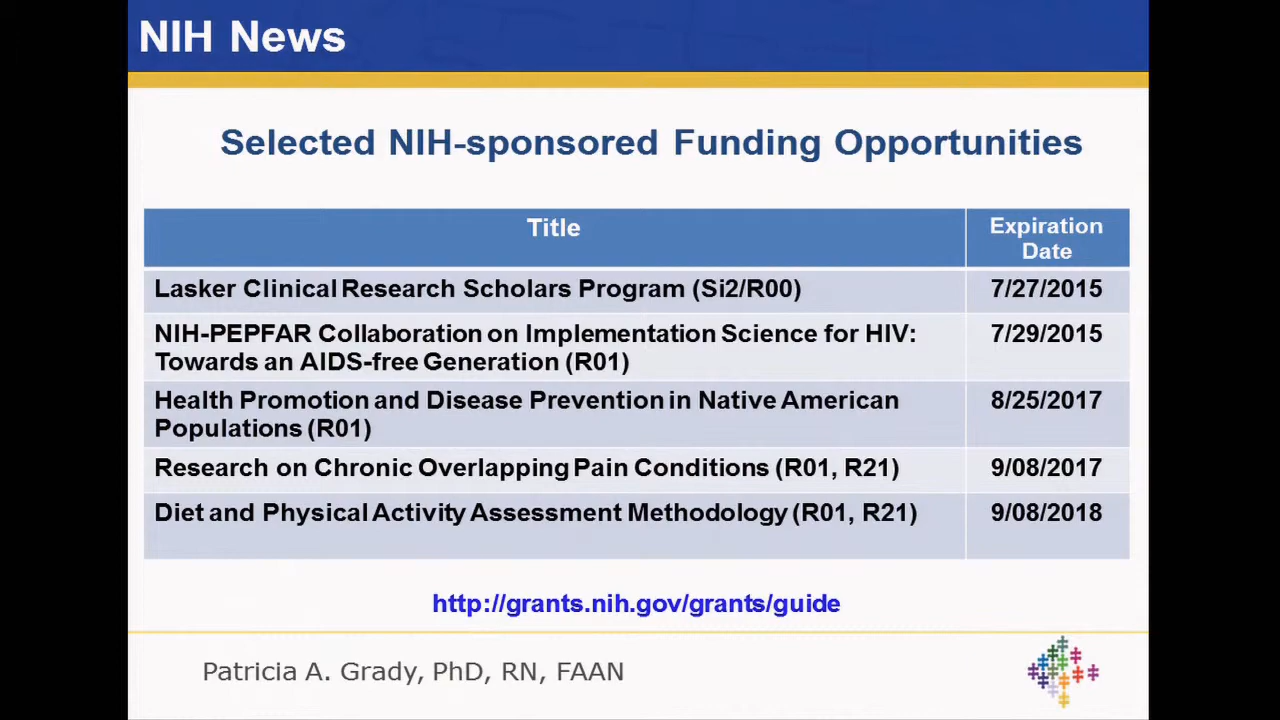 NIH News
Selected NIH-sponsored Funding Opportunities
Title
Expiration
Date
Lasker Clinical Research Scholars Program (Si2/R00)
7/27/2015
NIH-PEPFAR Collaboration on Implementation Science for HIV:
Towards an AIDS-free Generation (R01)
7/29/2015
Health Promotion and Disease Prevention in Native American
Populations (R01)
8/25/2017
Research on Chronic Overlapping Pain Conditions (R01, R21)
9/08/2017
Diet and Physical Activity Assessment Methodology (R01, R21)
9/08/2018
http://grants.nih.gov/grants/guide
Patricia A. Grady, PhD, RN, FAAN